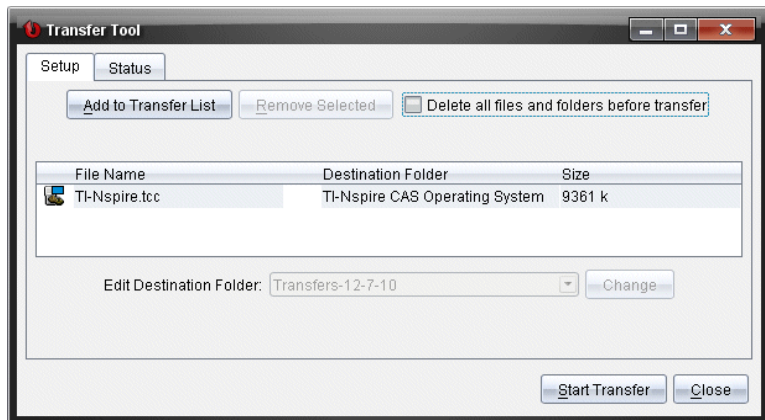 Transfer Tool
Setup Status
Add to Transfer List Remove Selected Delete all files and folders before transfer
File Name Destination Folder Size
TI-Nspire.tcc TI-Nspire CAS Operating System 9361 k
Edit Destination Folder: Transfers-12-7-10 Change
Start Transfer Close